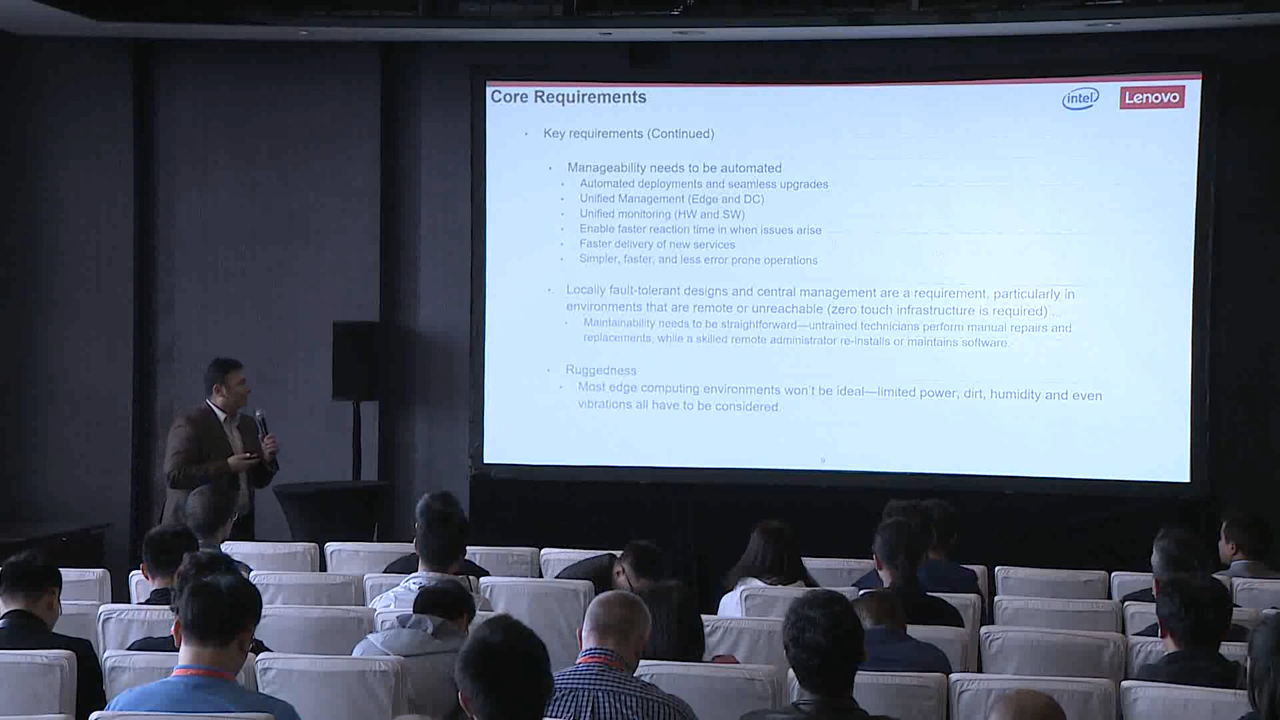 Core Requirements
intel
Lenovo
Key requirements (Continued)
Manageability needs to be automated
Automated deployments and seamless upgrades
Unified Management (Edge and DC)
Unified monitoring (HW and SW)
Enable faster reaction time in when issues arise
Faster delivery of new services
Simpler, faster, and less error prone operations
Locally fault-tolerant designs and central management are a requirement, particularly in
environments that are remote or unreachable (zero touch infrastructure is required) ...
Maintainability needs to be straightforward—untrained technicians perform manual repairs and
replacements, while a skilled remote administrator re-installs or maintains software.
Ruggedness
Most edge computing environments won't be ideal—limited power, dirt, humidity and even
vibrations all have to be considered.
9